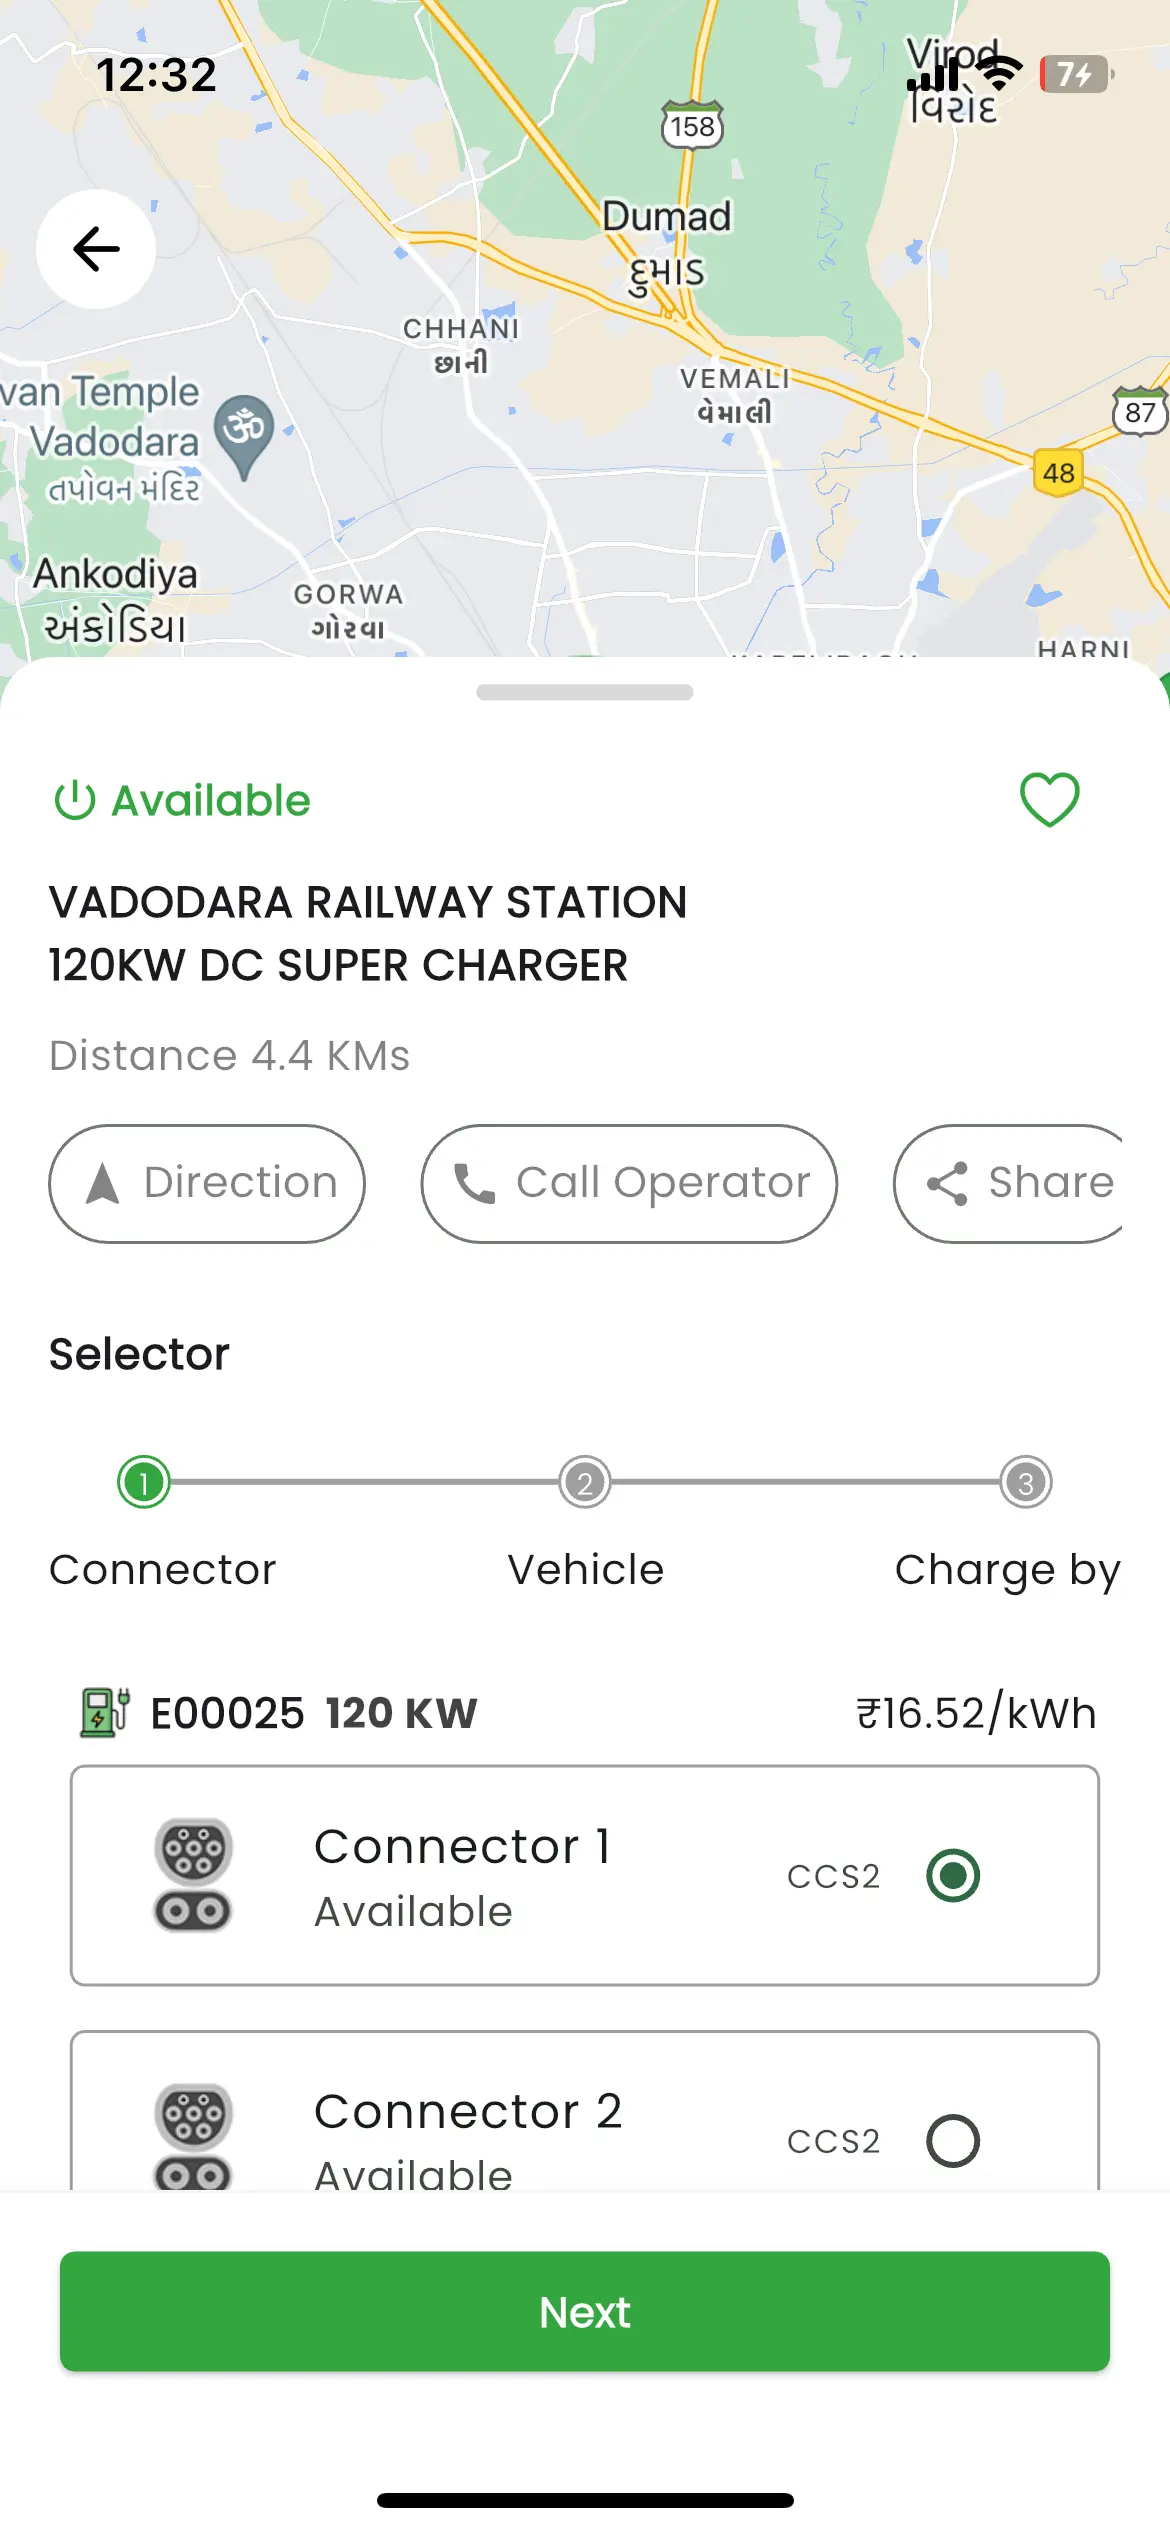 12:32
Virod
વિરોદ
7
158
Dumad
દુમાડ
CHHANI
છાની
VEMALI
વેમાલી
87
48
van Temple
Vadodara
તપોવન મંદિર
Ankodiya
અંકોડિયા
GORWA
ગોરવા
HARNI
Available
VADODARA RAILWAY STATION
120KW DC SUPER CHARGER
Distance 4.4 KMs
Direction
Call Operator
Share
Selector
1
2
3
Connector
Vehicle
Charge by
E00025 120 KW
₹16.52/kWh
Connector 1
Available
CCS2
Connector 2
Available
CCS2
Next